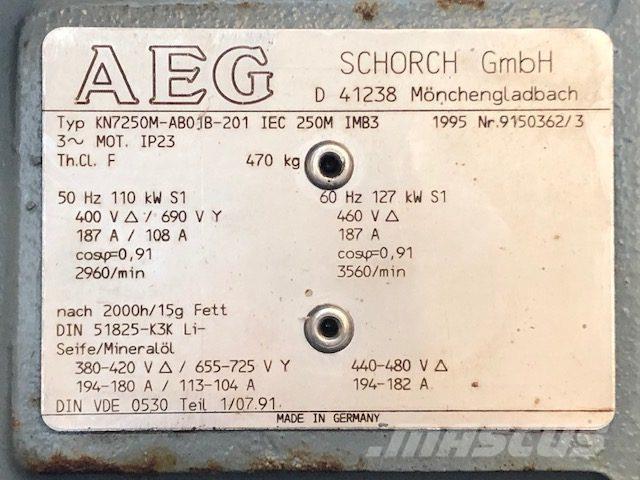 AEG SCHORCH GmbH
D 41238 Mönchengladbach
Typ KN7250M-AB01B-201 IEC 250M IMB3 1995 Nr.9150362/3
3~ MOT. IP23
Th.Cl. F 470 kg
50 Hz 110 kW S1 60 Hz 127 kW S1
400 V Δ / 690 V Y 460 V Δ
187 A / 108 A 187 A
cosφ=0,91 cosφ=0,91
2960/min 3560/min
nach 2000h/15g Fett
DIN 51825-K3K Li-
Seife/Mineralöl
380-420 V Δ / 655-725 V Y 440-480 V Δ
194-180 A / 113-104 A 194-182 A
DIN VDE 0530 Teil 1/07.91
MADE IN GERMANY
MASCUS